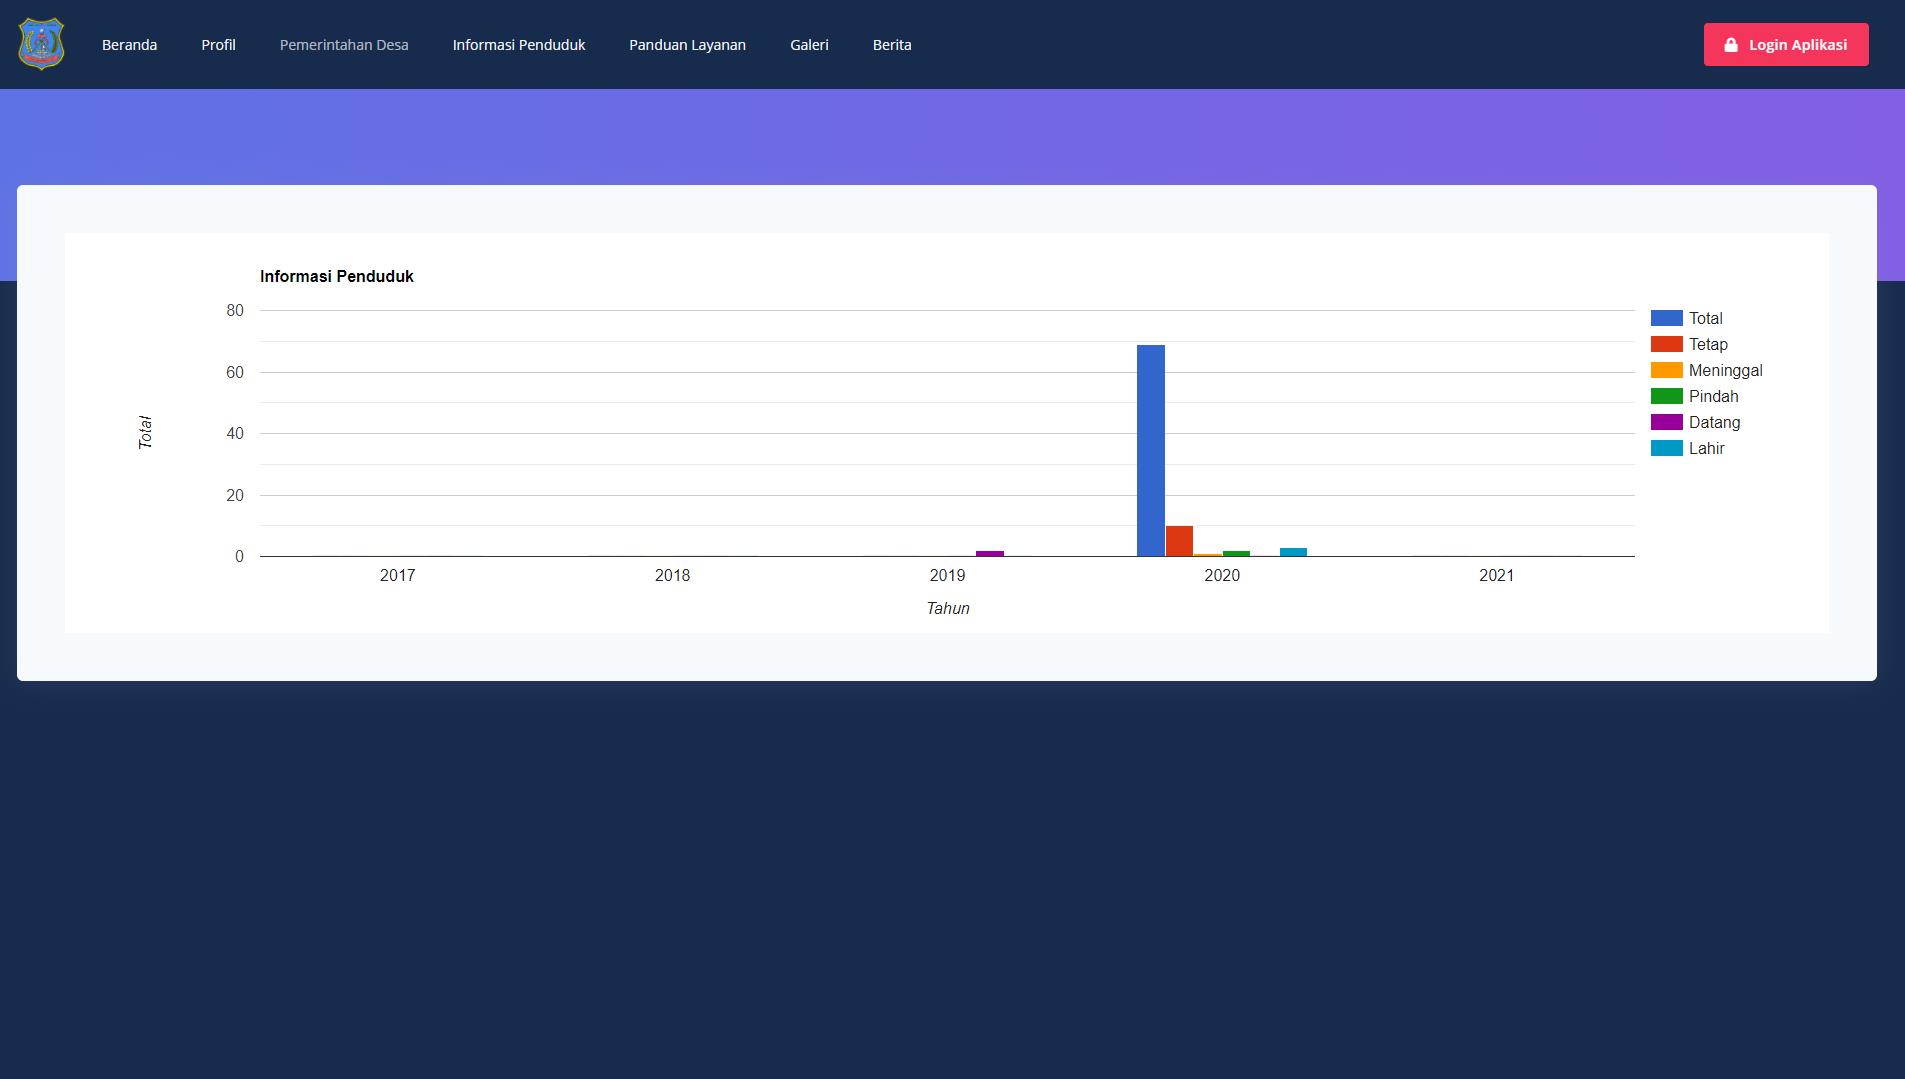 Beranda
Profil
Pemerintahan Desa
Informasi Penduduk
Panduan Layanan
Galeri
Berita
Login Aplikasi
Informasi Penduduk
80
60
40
20
0
Total
2017
2018
2019
2020
2021
Tahun
Total
Tetap
Meninggal
Pindah
Datang
Lahir